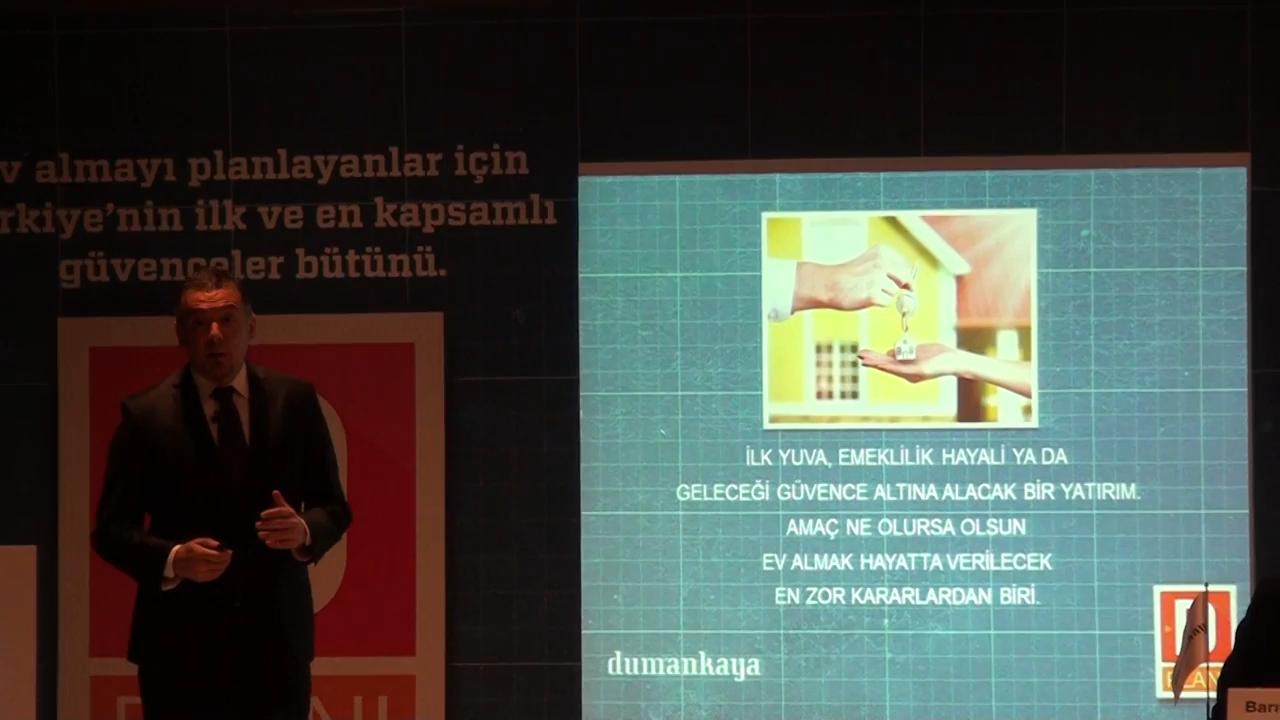 v almayı planlayanlar için
rkiye'nin ilk ve en kapsamlı
güvenceler bütünü.
İLK YUVA, EMEKLİLİK HAYALİ YA DA
GELECEĞİ GÜVENCE ALTINA ALACAK BİR YATIRIM.
AMAÇ NE OLURSA OLSUN
EV ALMAK HAYATTA VERİLECEK
EN ZOR KARARLARDAN BİRİ.
dumankaya
D
PLANI
Barı